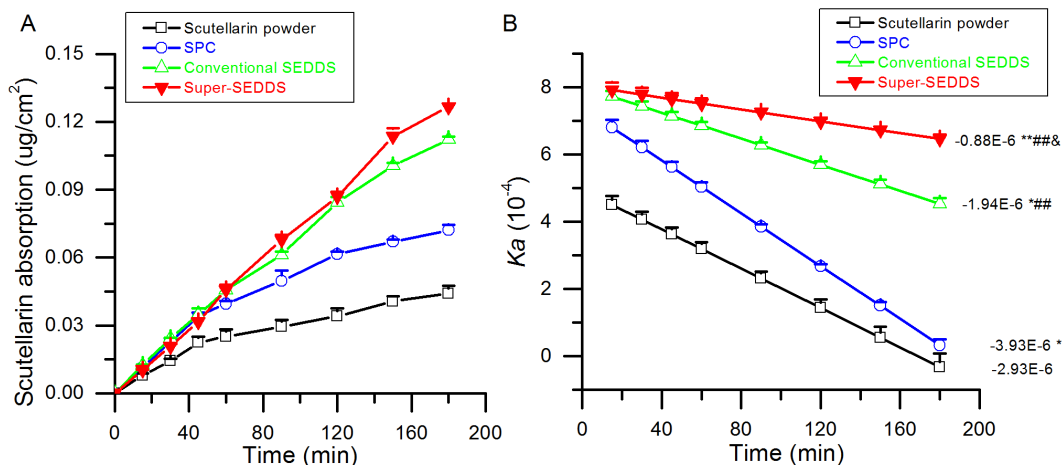 A
Scutellarin powder
SPC
Conventional SEDDS
Super-SEDDS
0.15
0.12
0.09
0.06
0.03
0.00
Scutellarin absorption (ug/cm2)
0 40 80 120 160 200
Time (min)
B
Scutellarin powder
SPC
Conventional SEDDS
Super-SEDDS
8
6
4
2
0
Ka (10-4)
-0.88E-6 **##&
-1.94E-6 *##
-3.93E-6 *
-2.93E-6
0 40 80 120 160 200
Time (min)